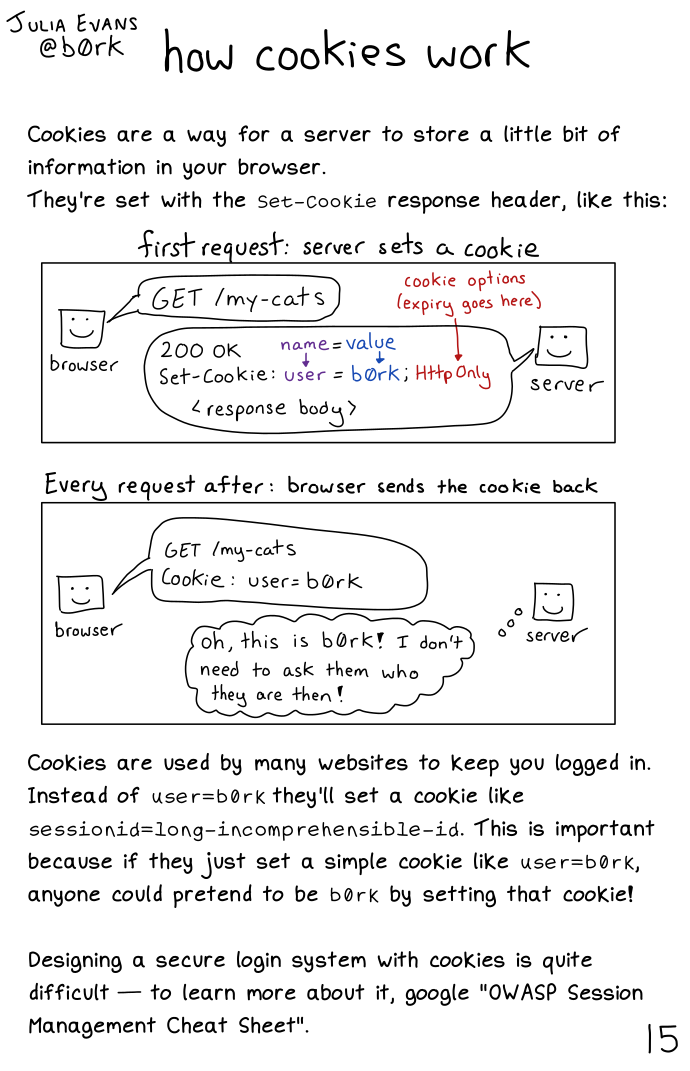 JULIA EVANS
@b0rk
how cookies work
Cookies are a way for a server to store a little bit of
information in your browser.
They're set with the Set-Cookie response header, like this:
first request: server sets a cookie
GET /my-cats
browser
cookie options
(expiry goes here)
200 OK
name=value
Set-Cookie: user = b0rk; HttpOnly
<response body>
server
Every request after: browser sends the cookie back
GET /my-cats
Cookie: user=b0rk
browser
oh, this is b0rk! I don't
need to ask them who
they are then!
server
Cookies are used by many websites to keep you logged in.
Instead of user=b0rk they'll set a cookie like
sessionid=long-incomprehensible-id. This is important
because if they just set a simple cookie like user=b0rk,
anyone could pretend to be b0rk by setting that cookie!
Designing a secure login system with cookies is quite
difficult — to learn more about it, google "OWASP Session
Management Cheat Sheet".
15